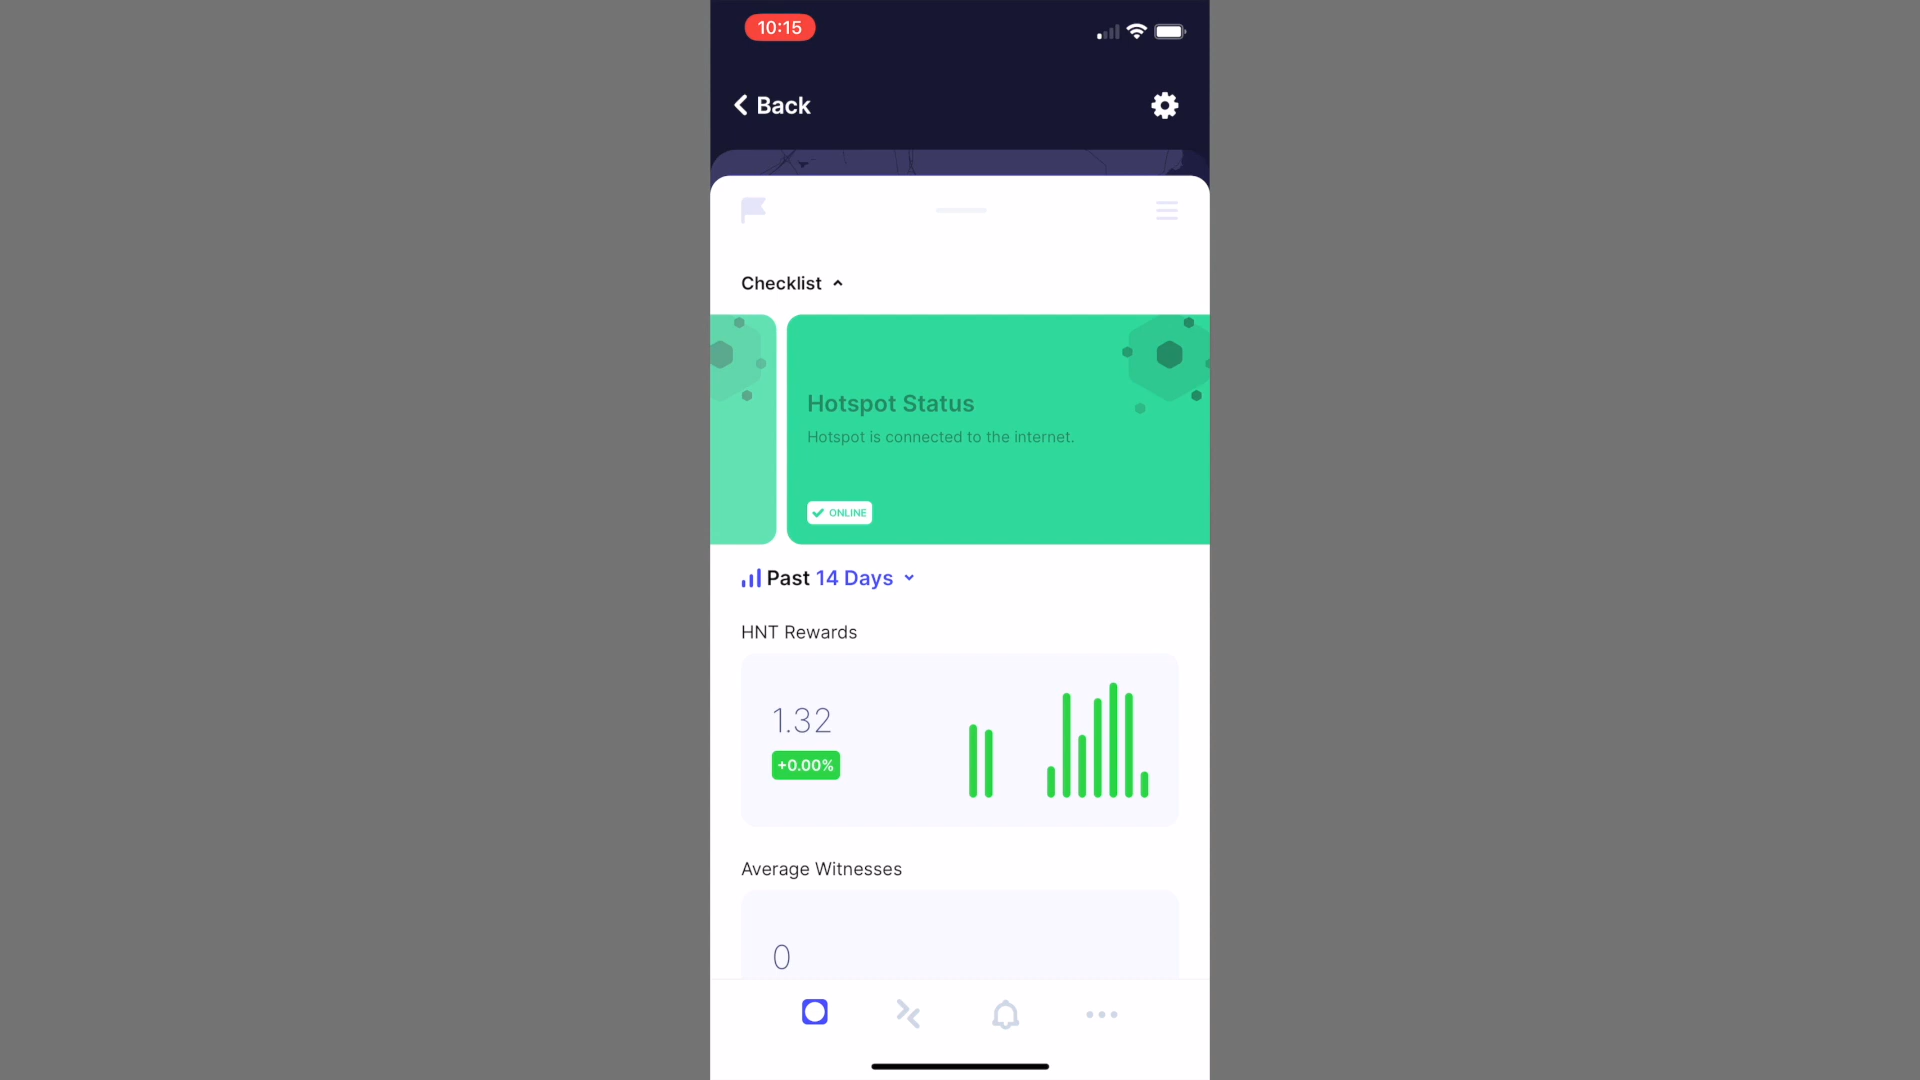 10:15
Back
Checklist
Hotspot Status
Hotspot is connected to the internet.
ONLINE
Past 14 Days
HNT Rewards
1.32
+0.00%
Average Witnesses
0